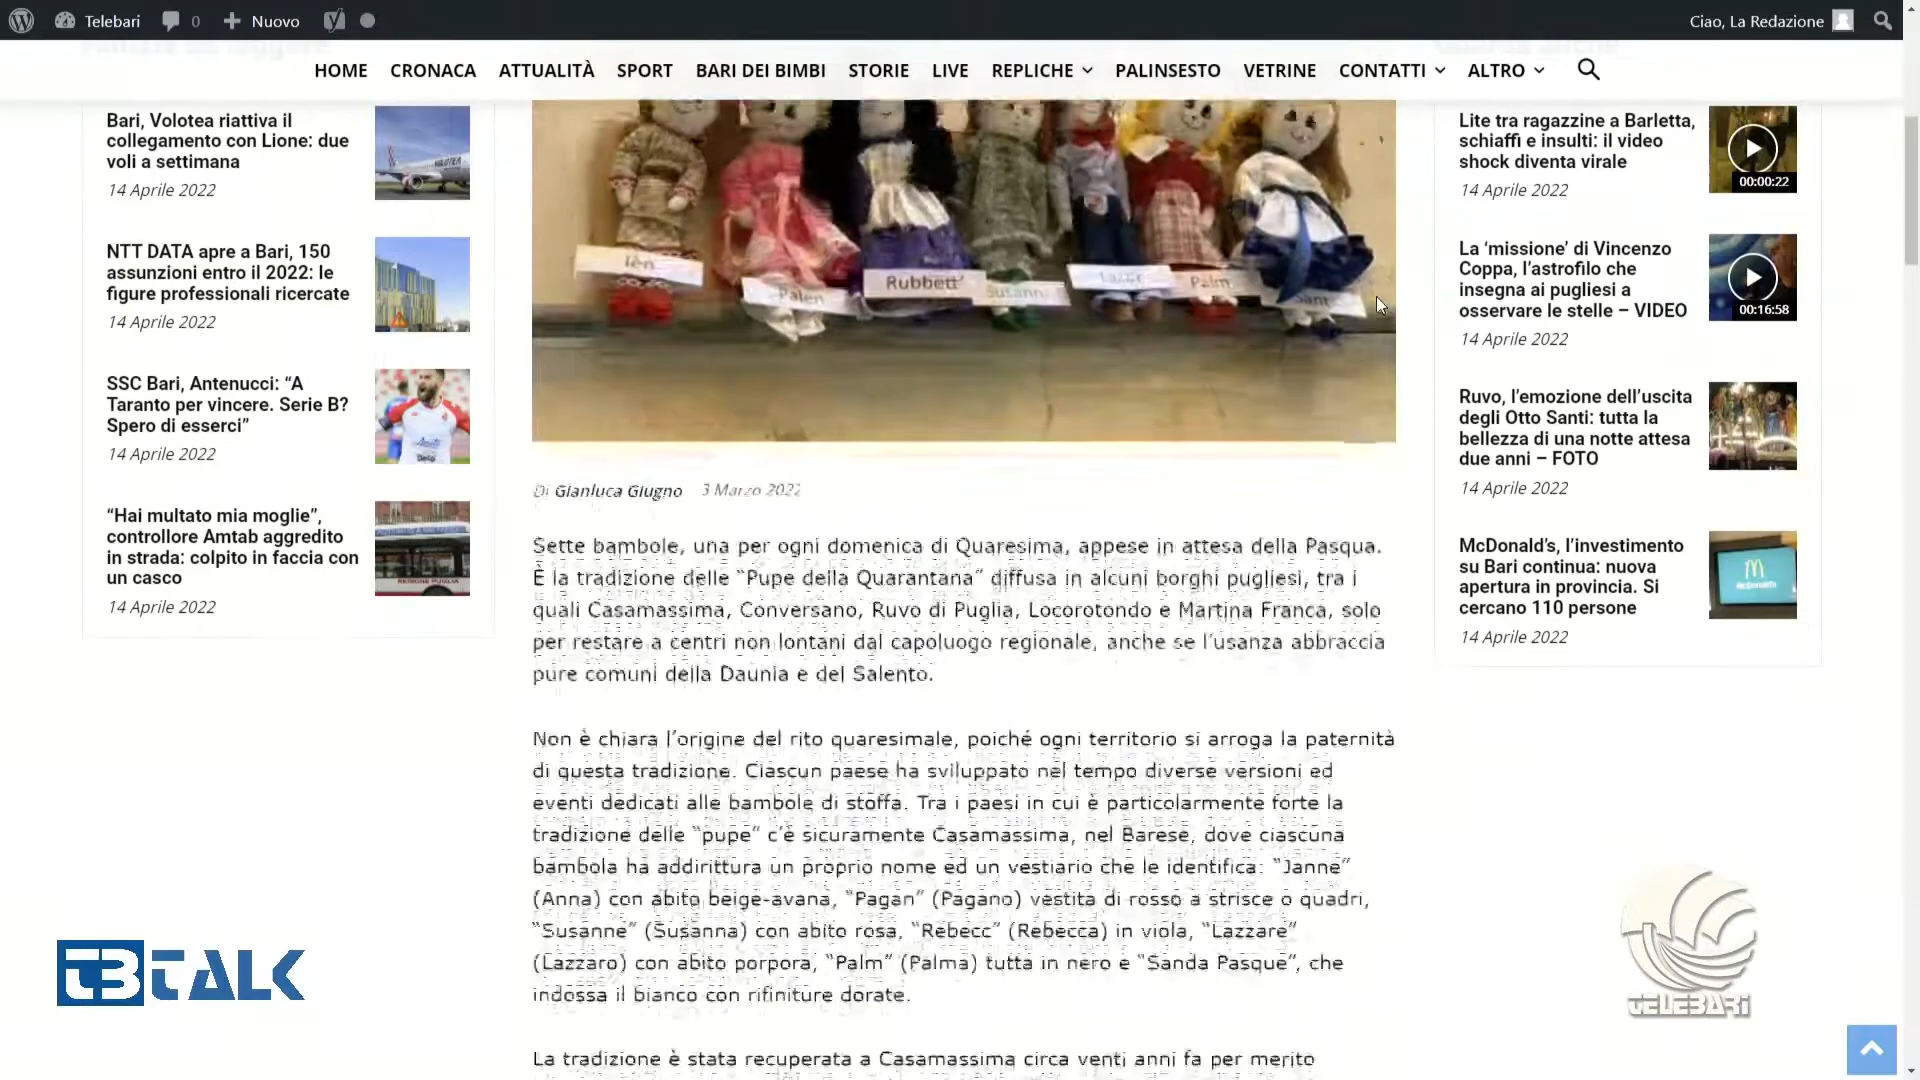 Telebari
0
Nuovo
Ciao, La Redazione
HOME CRONACA ATTUALITÀ SPORT BARI DEI BIMBI STORIE LIVE REPLICHE PALINSESTO VETRINE CONTATTI ALTRO
Bari, Volotea riattiva il
collegamento con Lione: due
voli a settimana
14 Aprile 2022
NTT DATA apre a Bari, 150
assunzioni entro il 2022: le
figure professionali ricercate
14 Aprile 2022
SSC Bari, Antenucci: “A
Taranto per vincere. Serie B?
Spero di esserci”
14 Aprile 2022
“Hai multato mia moglie”,
controllore Amtab aggredito
in strada: colpito in faccia con
un casco
14 Aprile 2022
Palen
Rubbett'
Susann
Lazzar
Palm
Sant
Di Gianluca Giugno 3 Marzo 2022
Sette bambole, una per ogni domenica di Quaresima, appese in attesa della Pasqua.
È la tradizione delle “Pupe della Quarantana” diffusa in alcuni borghi pugliesi, tra i
quali Casamassima, Conversano, Ruvo di Puglia, Locorotondo e Martina Franca, solo
per restare a centri non lontani dal capoluogo regionale, anche se l’usanza abbraccia
pure comuni della Daunia e del Salento.
Non è chiara l’origine del rito quaresimale, poiché ogni territorio si arroga la paternità
di questa tradizione. Ciascun paese ha sviluppato nel tempo diverse versioni ed
eventi dedicati alle bambole di stoffa. Tra i paesi in cui è particolarmente forte la
tradizione delle “pupe” c’è sicuramente Casamassima, nel Barese, dove ciascuna
bambola ha addirittura un proprio nome ed un vestiario che le identifica: “Janne”
(Anna) con abito beige-avana, “Pagan” (Pagano) vestita di rosso a strisce o quadri,
“Susanne” (Susanna) con abito rosa, “Rebecc” (Rebecca) in viola, “Lazzare”
(Lazzaro) con abito porpora, “Palm” (Palma) tutta in nero e “Sanda Pasque”, che
indossa il bianco con rifiniture dorate.
La tradizione è stata recuperata a Casamassima circa venti anni fa per merito
Lite tra ragazzine a Barletta,
schiaffi e insulti: il video
shock diventa virale
14 Aprile 2022
00:00:22
La ‘missione’ di Vincenzo
Coppa, l’astrofilo che
insegna ai pugliesi a
osservare le stelle – VIDEO
14 Aprile 2022
00:16:58
Ruvo, l’emozione dell’uscita
degli Otto Santi: tutta la
bellezza di una notte attesa
due anni – FOTO
14 Aprile 2022
McDonald’s, l’investimento
su Bari continua: nuova
apertura in provincia. Si
cercano 110 persone
14 Aprile 2022
TB TALK
TELEBARI